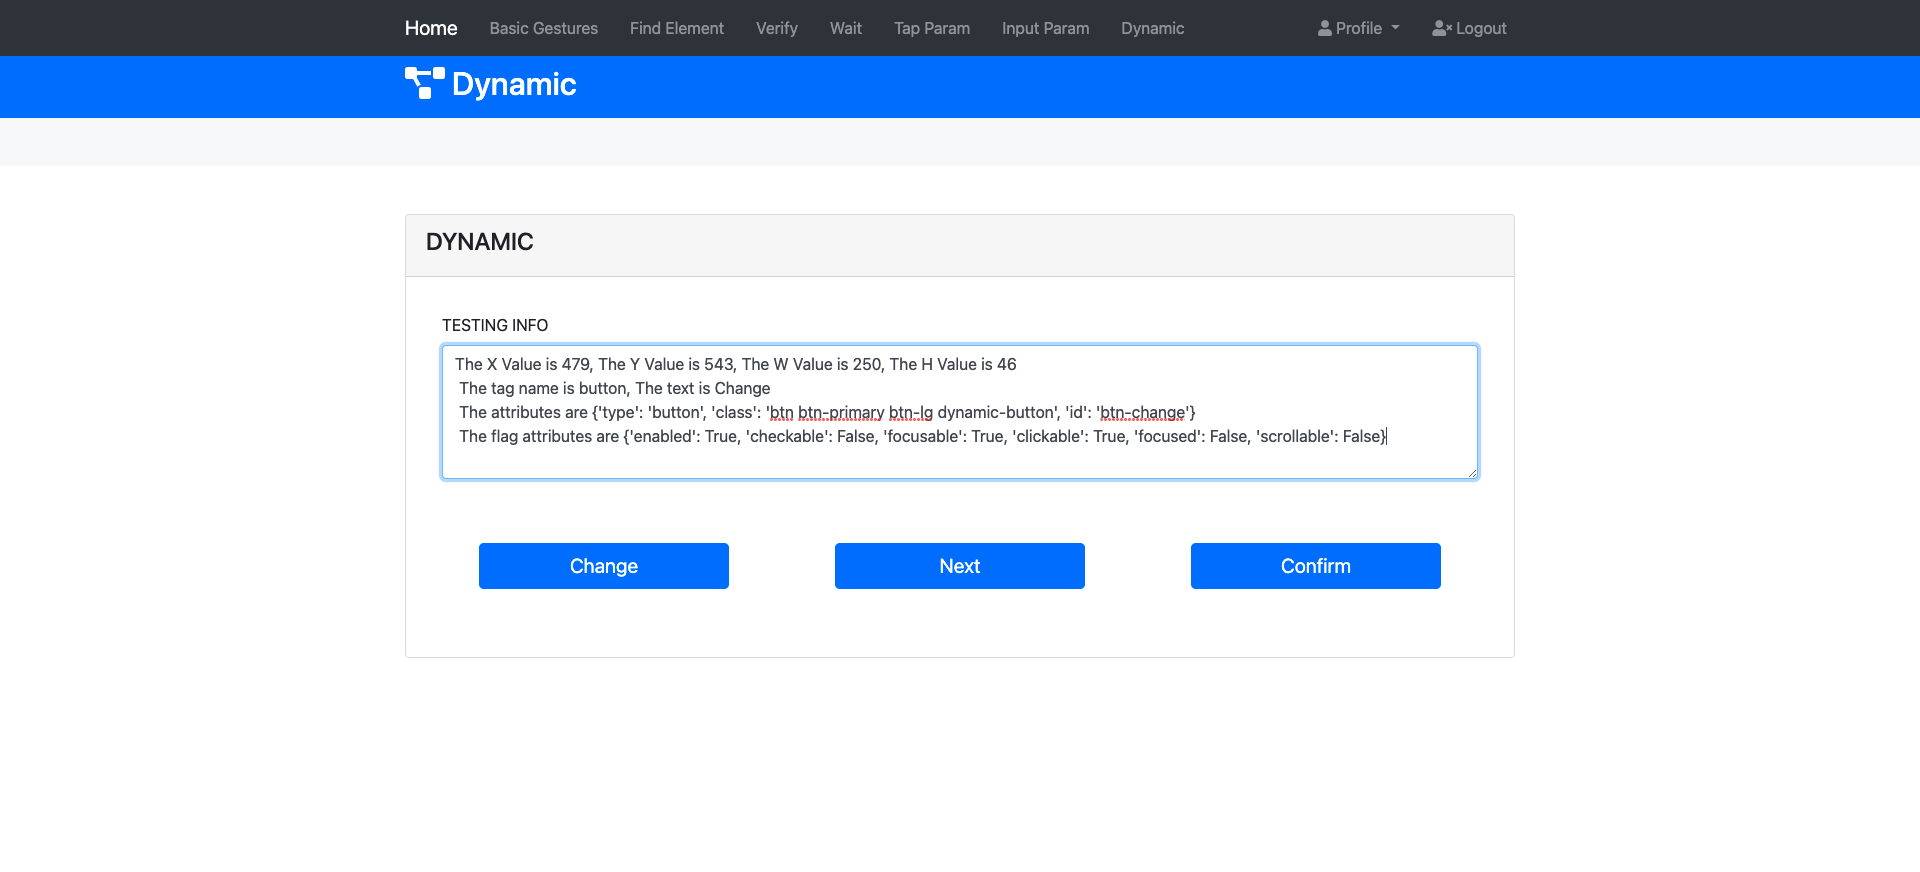 Home Basic Gestures Find Element Verify Wait Tap Param Input Param Dynamic Profile Logout
Dynamic
DYNAMIC
TESTING INFO
The X Value is 479, The Y Value is 543, The W Value is 250, The H Value is 46
The tag name is button, The text is Change
The attributes are {'type': 'button', 'class': 'btn btn-primary btn-lg dynamic-button', 'id': 'btn-change'}
The flag attributes are {'enabled': True, 'checkable': False, 'focusable': True, 'clickable': True, 'focused': False, 'scrollable': False}
Change Next Confirm